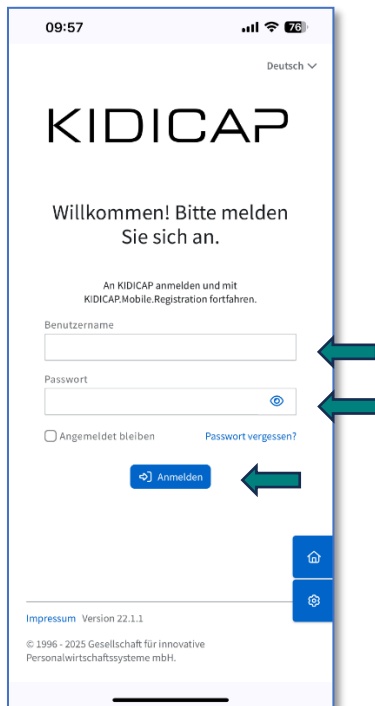 09:57
76
Deutsch
KIDICAP
Willkommen! Bitte melden
Sie sich an.
An KIDICAP anmelden und mit
KIDICAP.Mobile.Registration fortfahren.
Benutzername
Passwort
Angemeldet bleiben Passwort vergessen?
Anmelden
Impressum Version 22.1.1
© 1996 - 2025 Gesellschaft für innovative
Personalwirtschaftssysteme mbH.